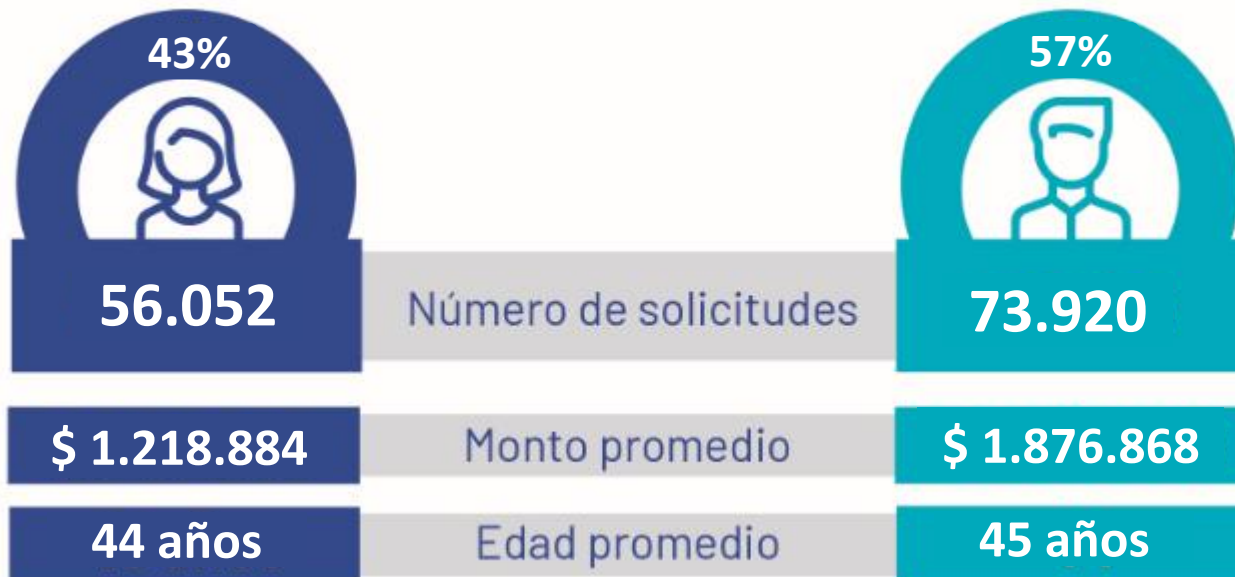 43% 57%
56.052 Número de solicitudes 73.920
$ 1.218.884 Monto promedio $ 1.876.868
44 años Edad promedio 45 años